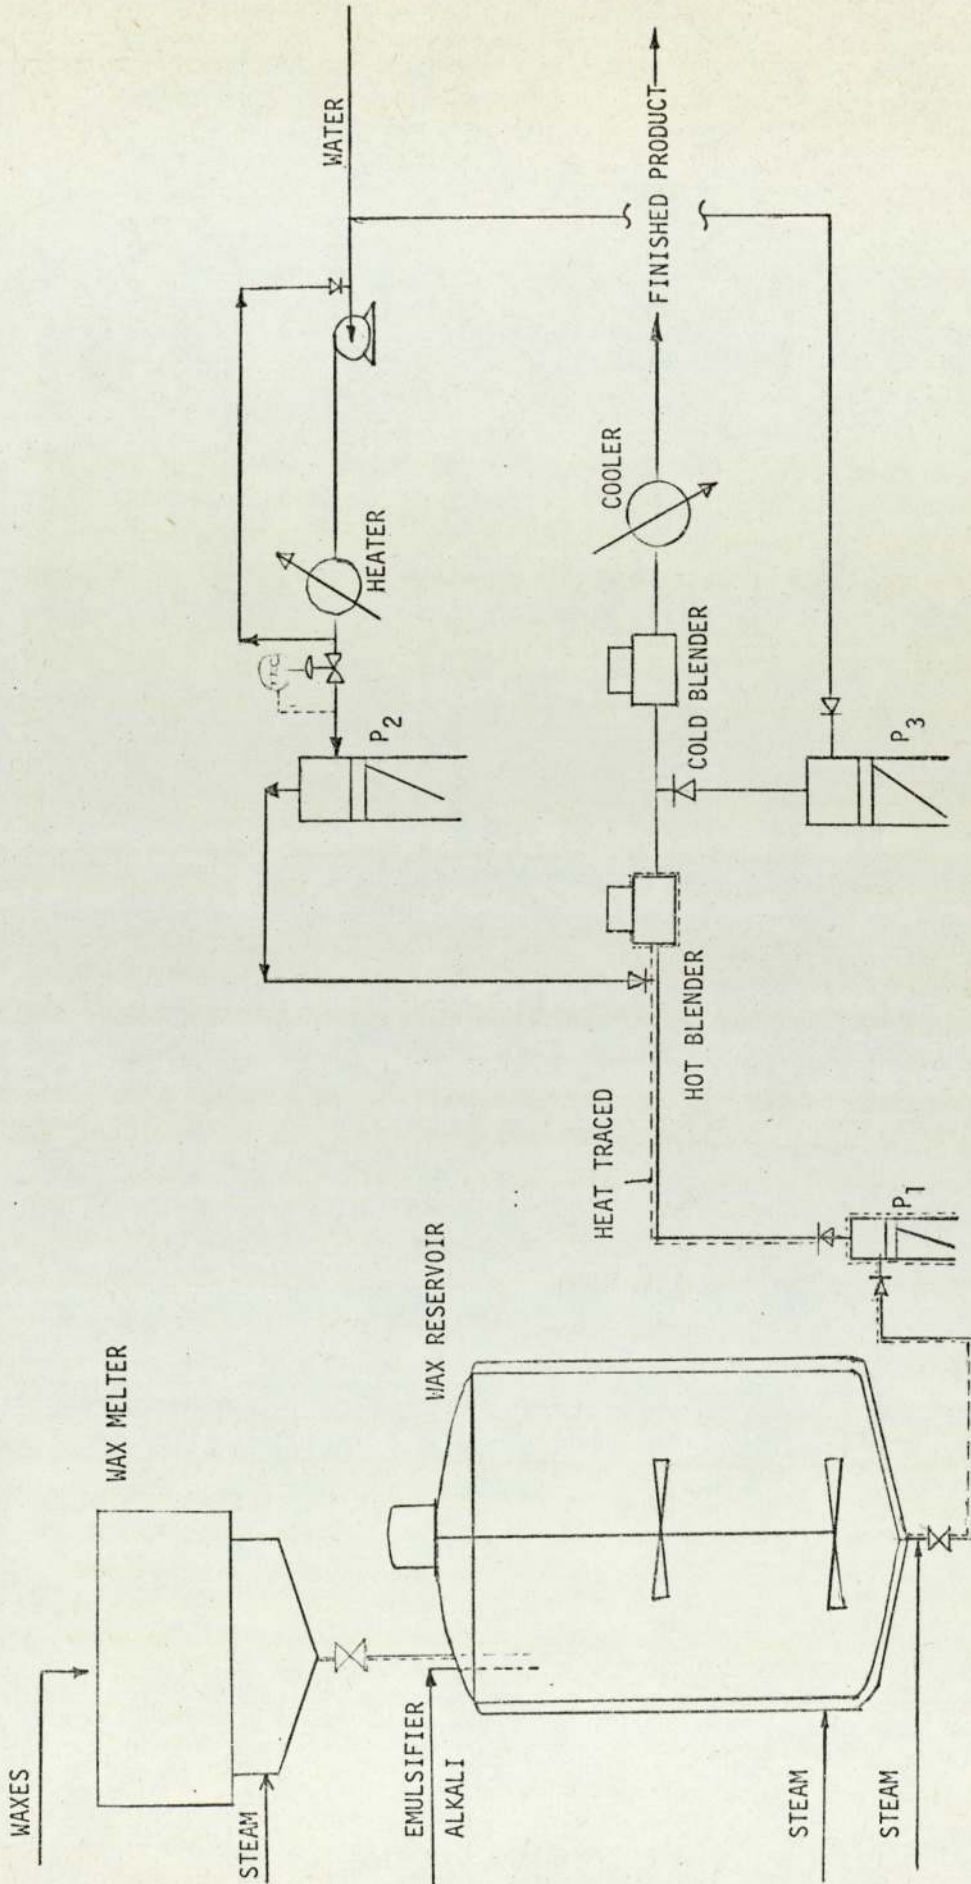 WAXES
WAX MELTER
STEAM
EMULSIFIER
ALKALI
WAX RESERVOIR
STEAM
STEAM
P1
HEAT TRACED
HOT BLENDER
P2
HEATER
WATER
COLD BLENDER
COOLER
P3
FINISHED PRODUCT